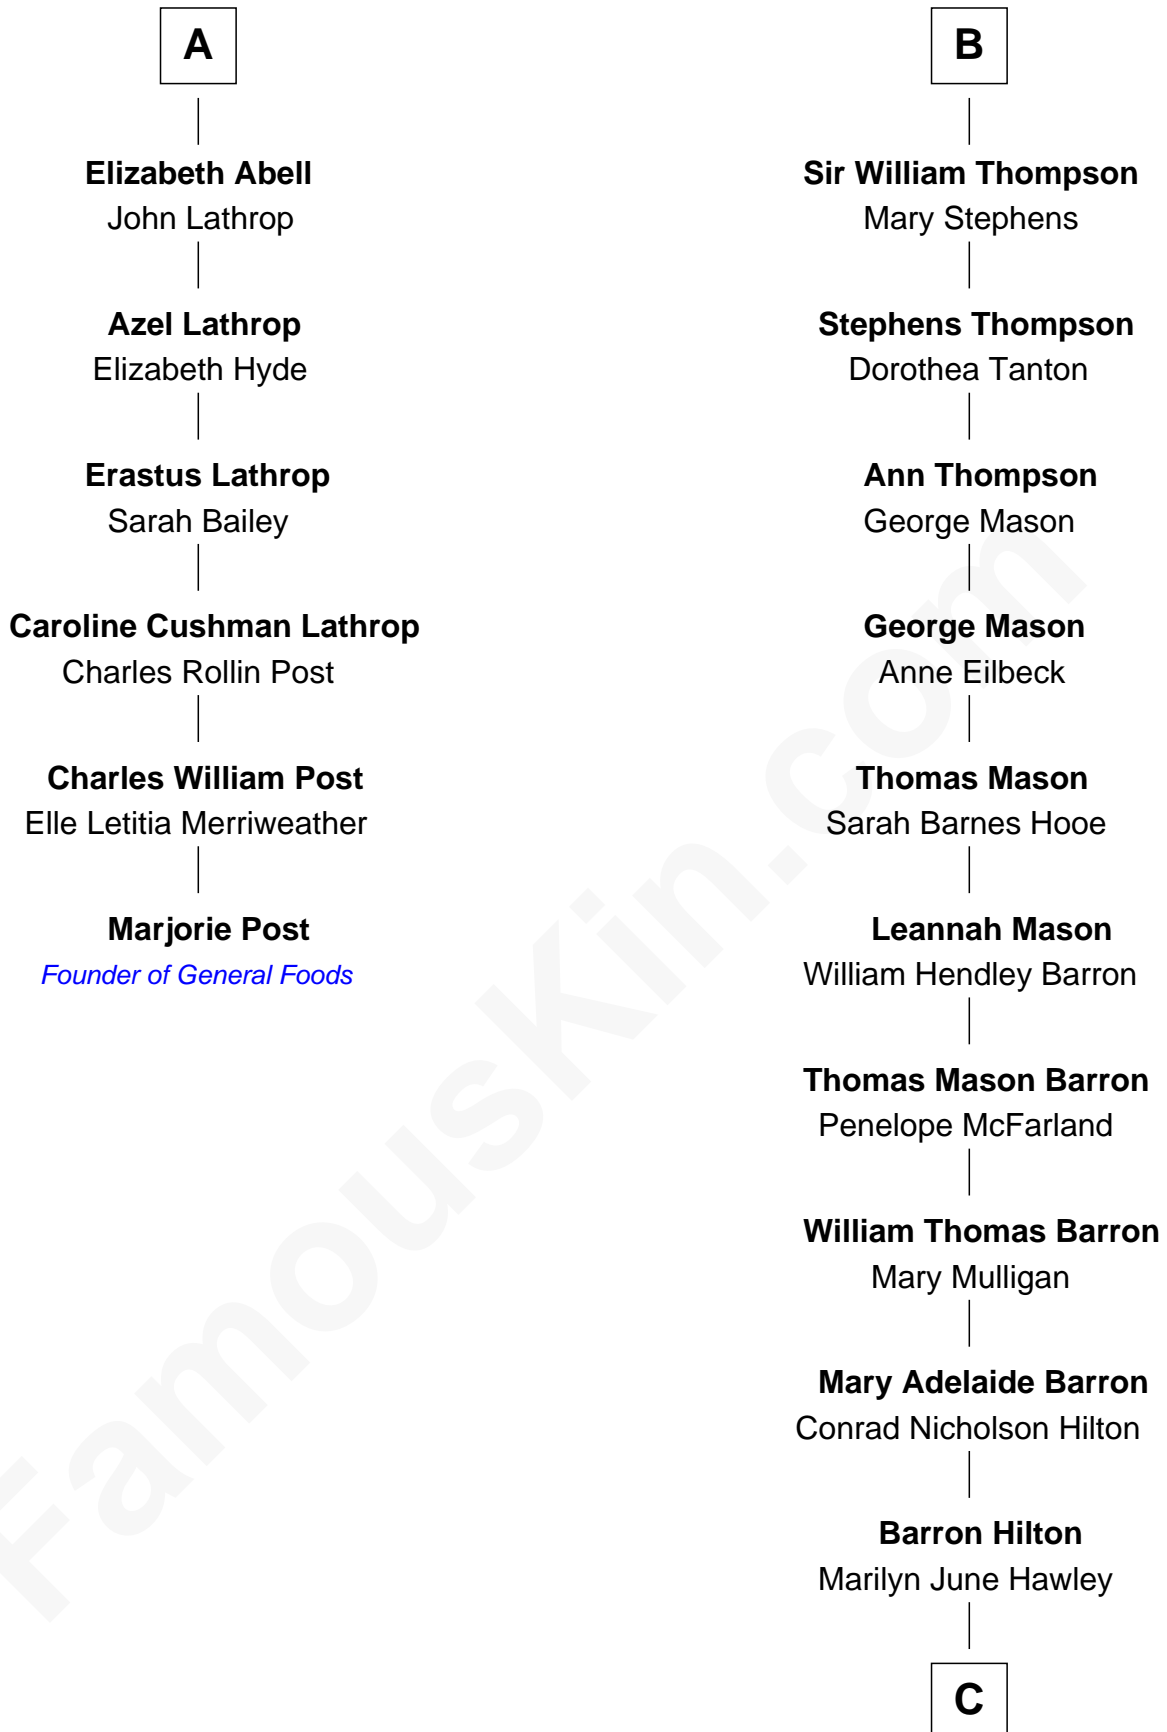 A
Elizabeth Abell
John Lathrop
Azel Lathrop
Elizabeth Hyde
Erastus Lathrop
Sarah Bailey
Caroline Cushman Lathrop
Charles Rollin Post
Charles William Post
Elle Letitia Merriweather
Marjorie Post
Founder of General Foods
B
Sir William Thompson
Mary Stephens
Stephens Thompson
Dorothea Tanton
Ann Thompson
George Mason
George Mason
Anne Eilbeck
Thomas Mason
Sarah Barnes Hooe
Leannah Mason
William Hendley Barron
Thomas Mason Barron
Penelope McFarland
William Thomas Barron
Mary Mulligan
Mary Adelaide Barron
Conrad Nicholson Hilton
Barron Hilton
Marilyn June Hawley
C
FamousKin.com